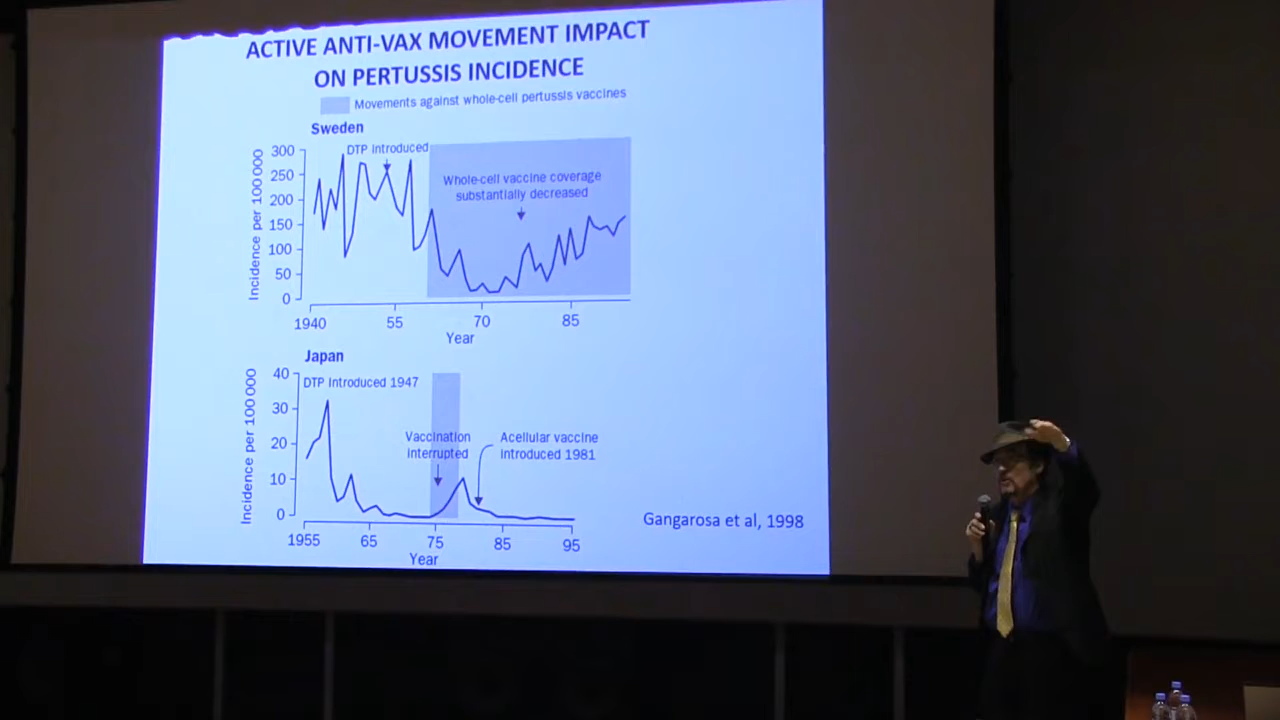 ACTIVE ANTI-VAX MOVEMENT IMPACT
ON PERTUSSIS INCIDENCE
Movements against whole-cell pertussis vaccines
Sweden
DTP introduced
Whole-cell vaccine coverage
substantially decreased
Incidence per 100 000
300
250
200
150
100
50
0
1940 55 70 85
Year
Japan
DTP introduced 1947
Vaccination
interrupted
Acellular vaccine
introduced 1981
Incidence per 100 000
40
30
20
10
0
1955 65 75 85 95
Year
Gangarosa et al, 1998